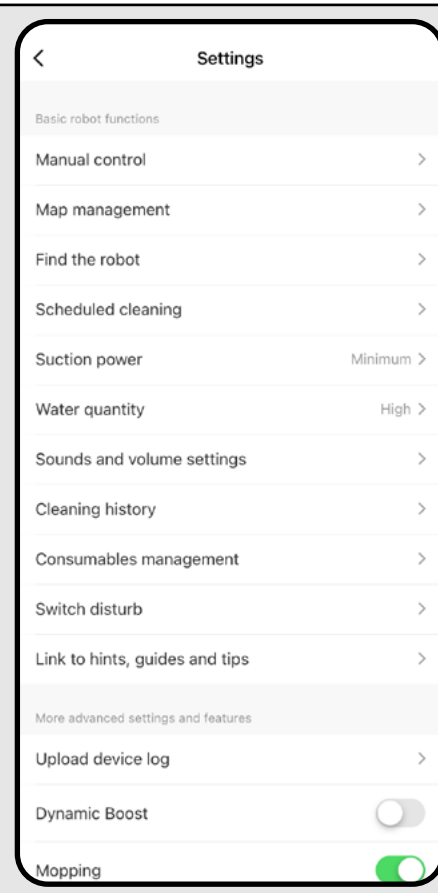 Settings
Basic robot functions
Manual control
Map management
Find the robot
Scheduled cleaning
Suction power Minimum
Water quantity High
Sounds and volume settings
Cleaning history
Consumables management
Switch disturb
Link to hints, guides and tips
More advanced settings and features
Upload device log
Dynamic Boost
Mopping